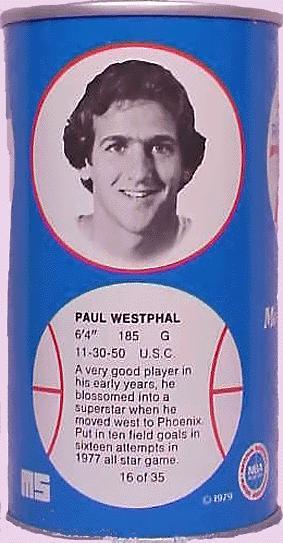 PAUL WESTPHAL
6'4" 185 G
11-30-50 U.S.C.
A very good player in
his early years, he
blossomed into a
superstar when he
moved west to Phoenix.
Put in ten field goals in
sixteen attempts in
1977 all-star game.
16 of 35
MS
NBA
© 1979